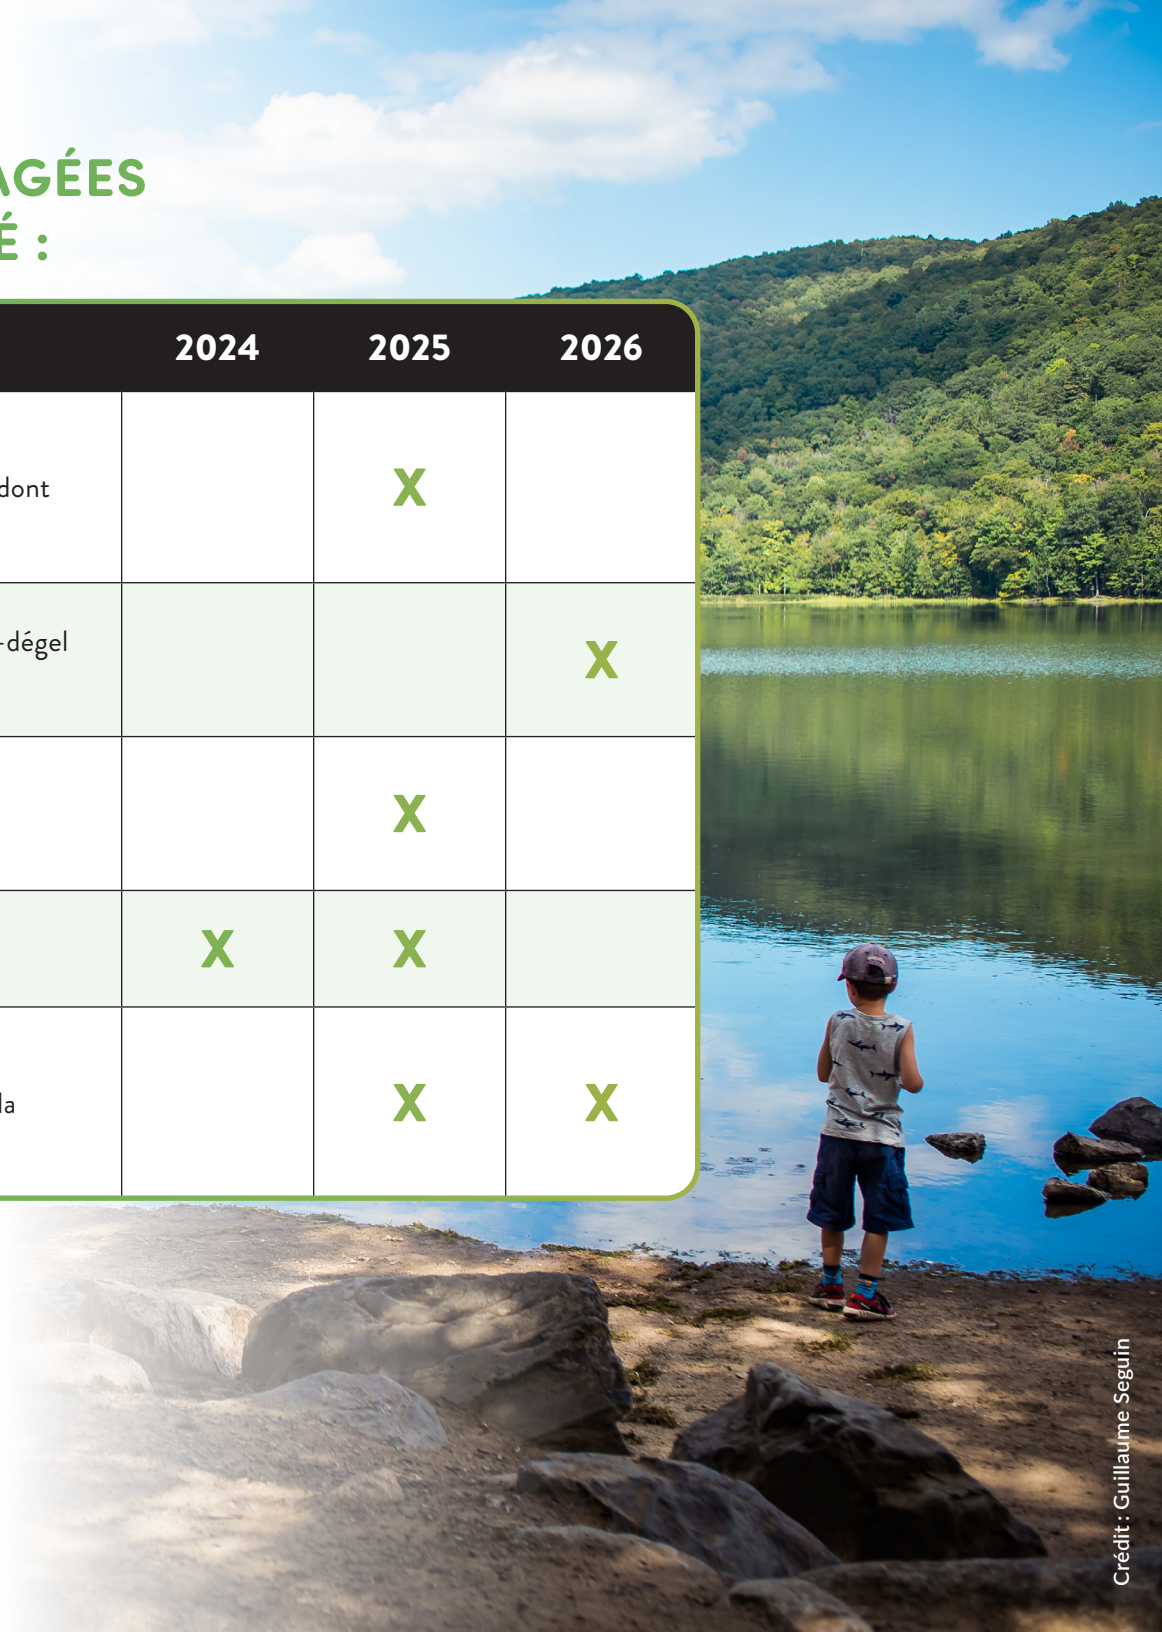 AGÉES
É :
2024 2025 2026
dont X
-dégel X
X
X X
la X X
Crédit : Guillaume Seguin